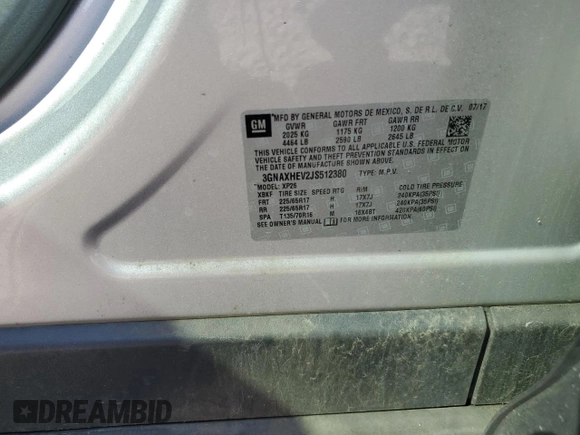 GM
MFD BY GENERAL MOTORS DE MEXICO, S. DE R.L. DE C.V. 07/17
GVWR GAWR FRT GAWR RR
2025 KG 1175 KG 1200 KG
4464 LB 2590 LB 2645 LB
THIS VEHICLE CONFORMS TO ALL APPLICABLE U.S. FEDERAL MOTOR
VEHICLE SAFETY, BUMPER, AND THEFT PREVENTION STANDARDS IN EFFECT ON THE
DATE OF MANUFACTURE SHOWN ABOVE.
3GNAXHEV2JS512380 TYPE: M.P.V.
MODEL: XP26
XBKF TIRE SIZE SPEED RTG RIM COLD TIRE PRESSURE
FRT 225/65R17 H 17X7J 240KPA(35PSI)
RR 225/65R17 H 17X7J 240KPA(35PSI)
SPA T135/70R16 M 16X4BT 420KPA(60PSI)
SEE OWNER'S MANUAL
DREAMBID